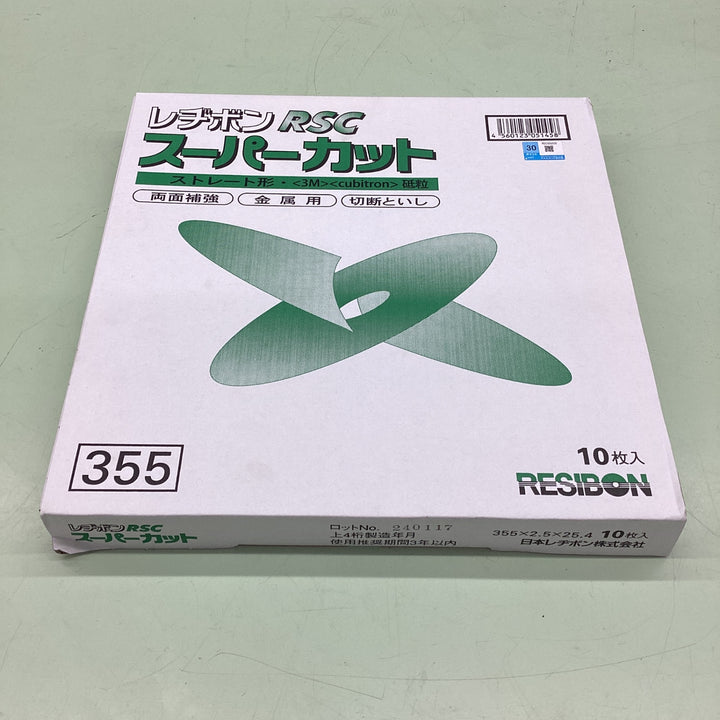 レヂボン RSC
スーパーカット
ストレート形・<3M><cubitron>砥粒
両面補強 金属用 切断といし
4 560123 051458
30
355
10枚入
RESIBON
レヂボン RSC
スーパーカット
ロットNo. 240117
上4桁製造年月
使用推奨期間3年以内
355×2.5×25.4 10枚入
日本レヂボン株式会社